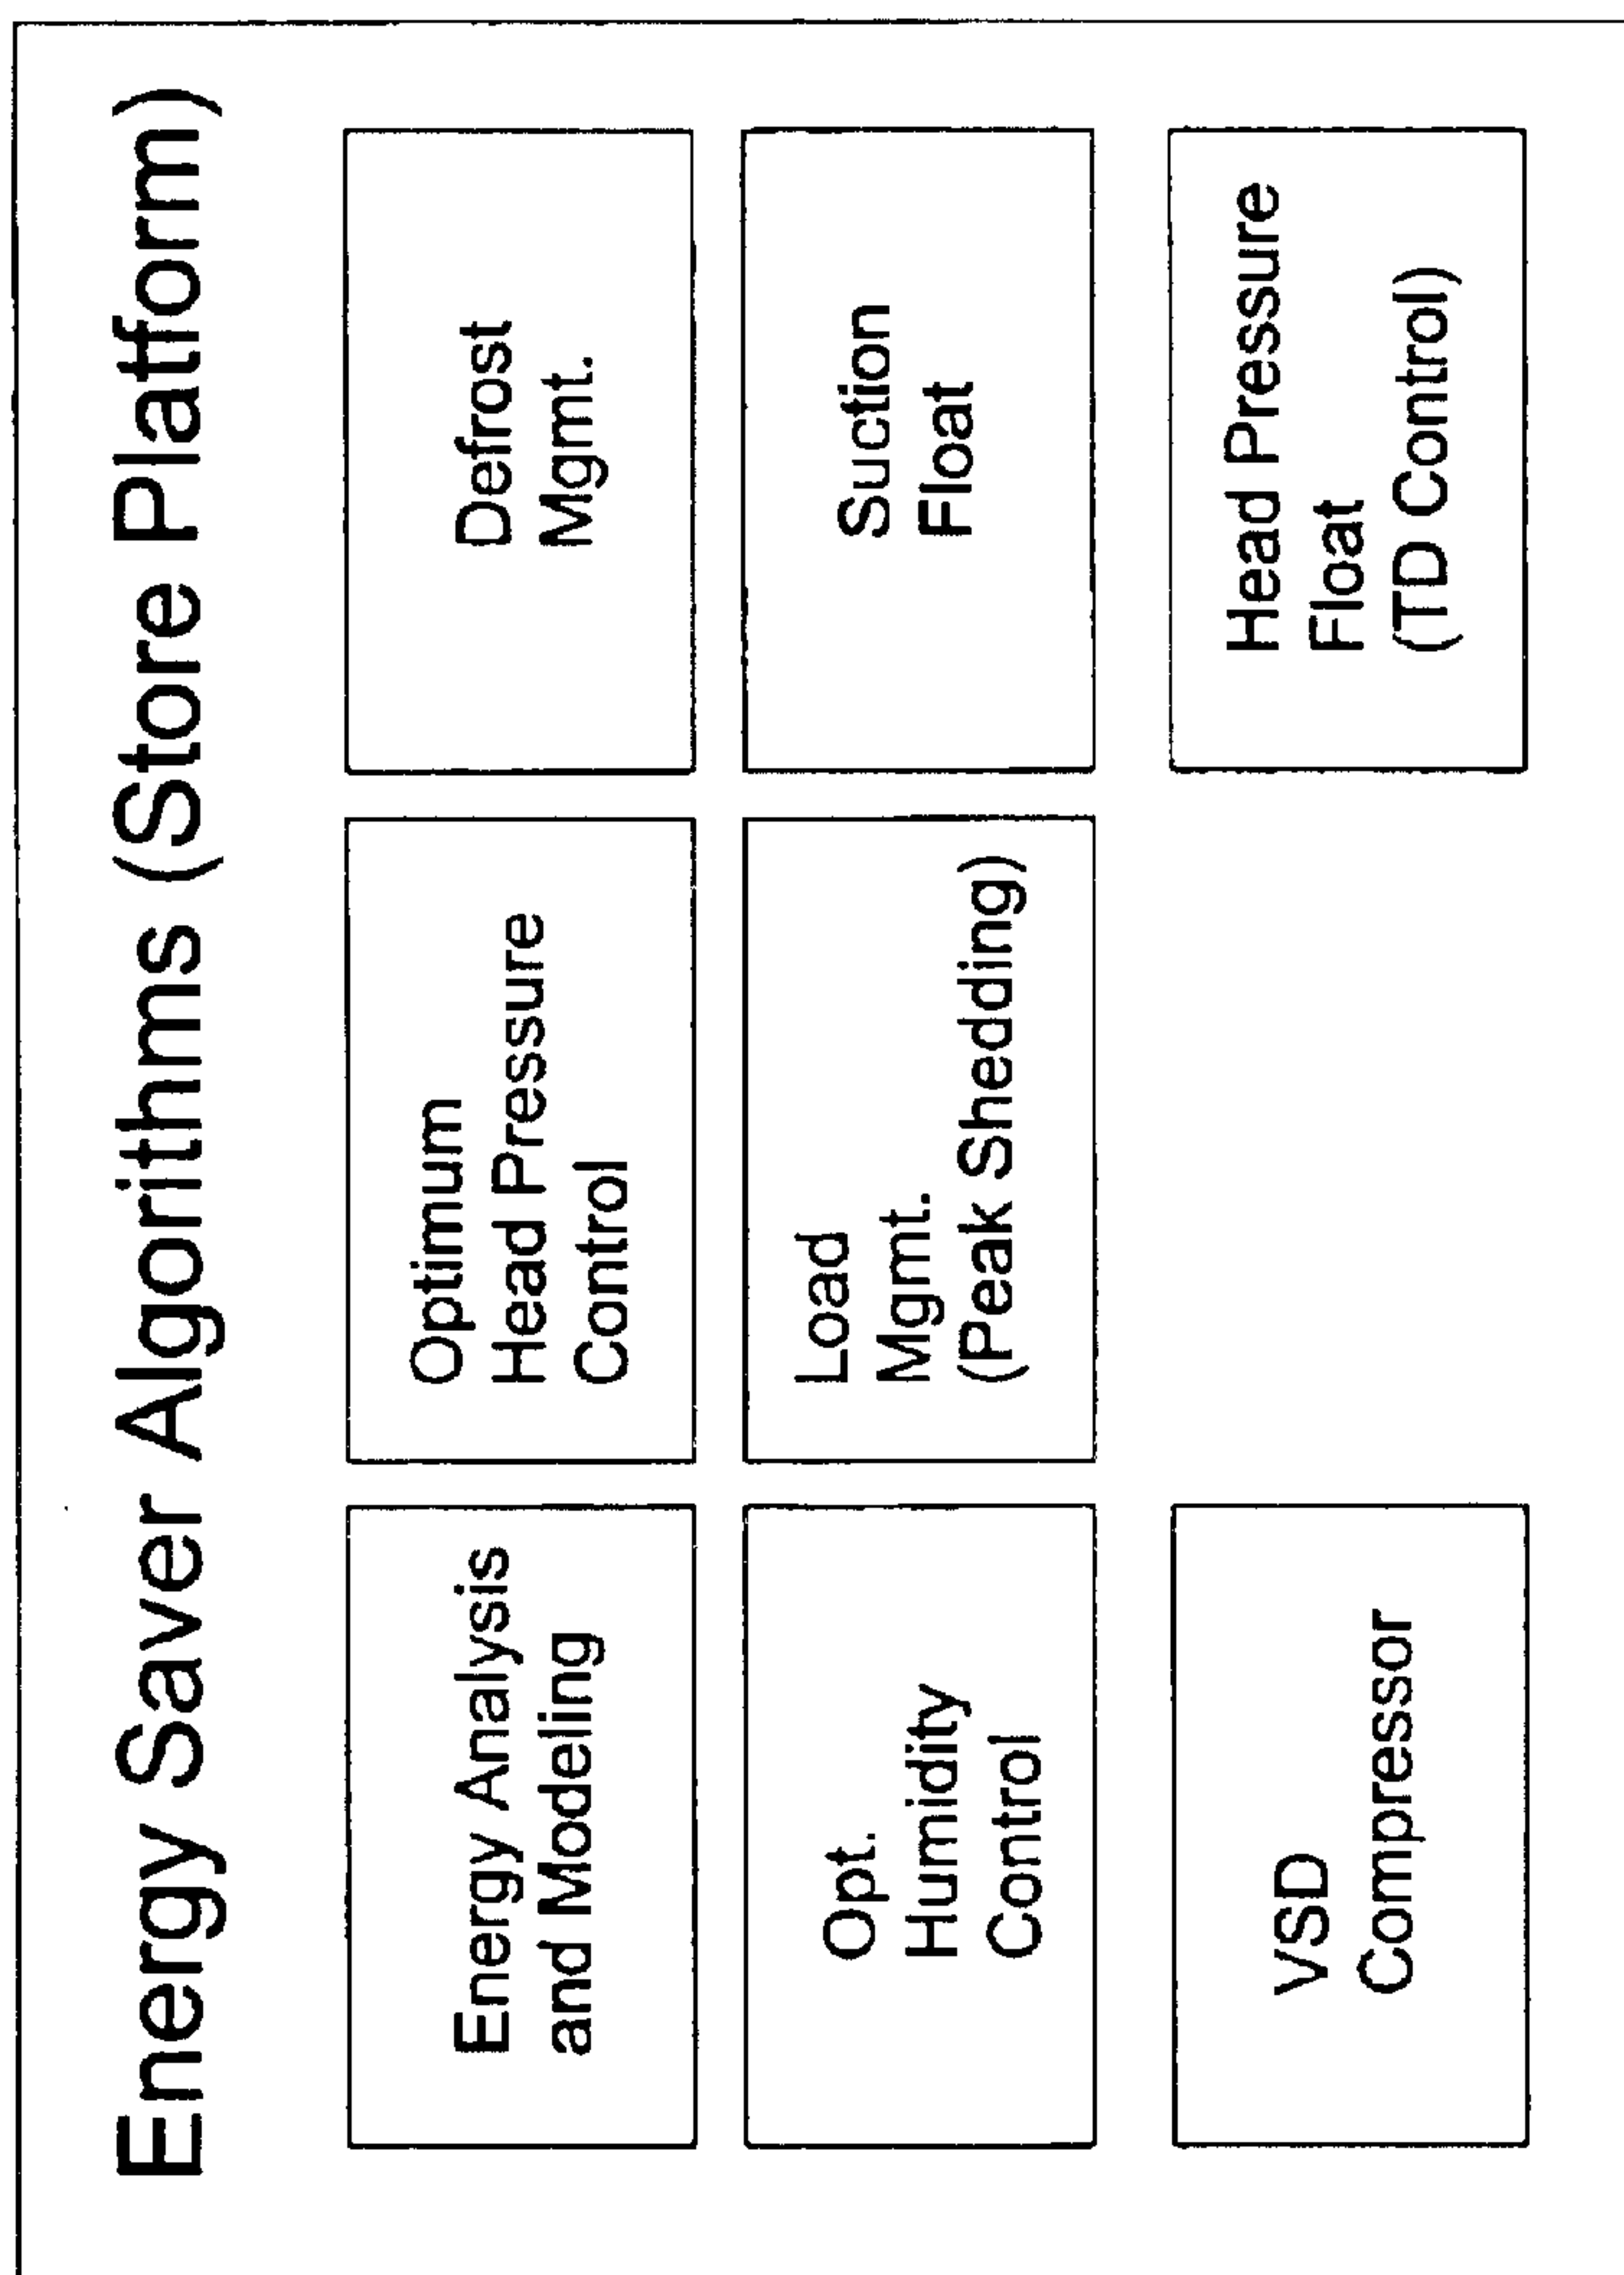 Energy Saver Algorithms (Store Platform)
Energy Analysis
and Modeling
Optimum
Head Pressure
Control
Defrost
Mgmt.
Opt.
Humidity
Control
Load
Mgmt.
(Peak Shedding)
Suction
Float
VSD
Compressor
Head Pressure
Float
(TD Control)